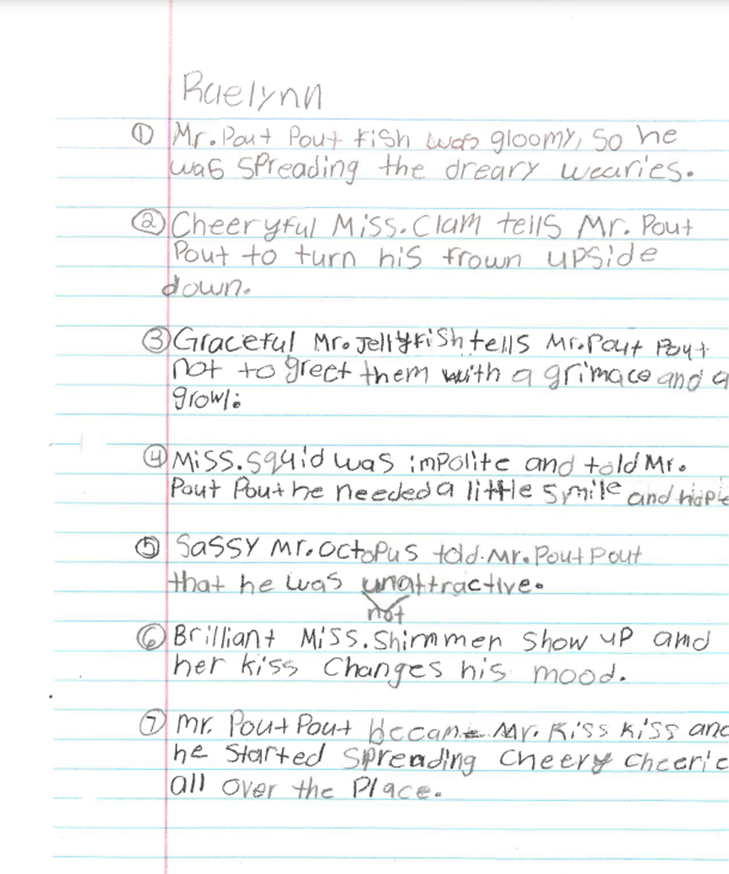 Raelynn
① Mr. Pout Pout fish was gloomy, so he
was spreading the dreary wearies.
② Cheeryful Miss. Clam tells Mr. Pout
Pout to turn his frown upside
down.
③ Graceful Mr. Jellyfish tells Mr. Pout Pout
not to greet them with a grimace and a
growl.
④ Miss. Squid was impolite and told Mr.
Pout Pout he needed a little smile and
⑤ Sassy Mr. Octopus told Mr. Pout Pout
that he was unattractive.
not
⑥ Brilliant Miss. Shimmer Show up and
her kiss changes his mood.
⑦ Mr. Pout Pout became Mr. Kiss Kiss and
he started spreading cheery cheerie
all over the place.